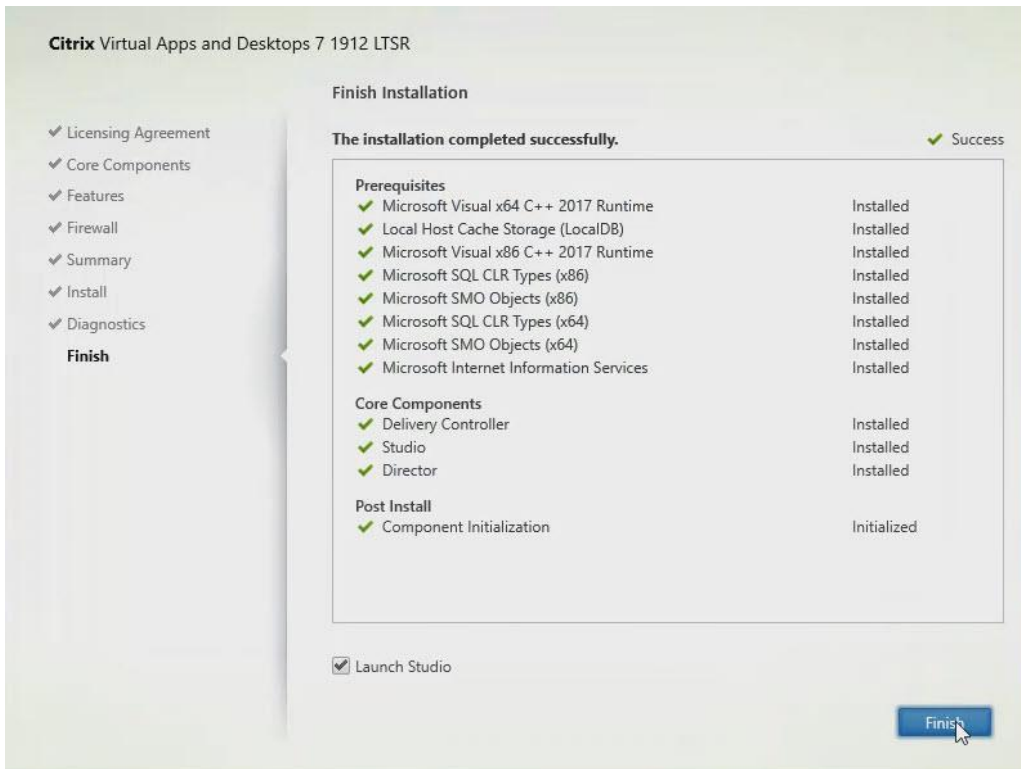 Citrix Virtual Apps and Desktops 7 1912 LTSR
Finish Installation
Licensing Agreement
Core Components
Features
Firewall
Summary
Install
Diagnostics
Finish
The installation completed successfully. Success
Prerequisites
Microsoft Visual x64 C++ 2017 Runtime Installed
Local Host Cache Storage (LocalDB) Installed
Microsoft Visual x86 C++ 2017 Runtime Installed
Microsoft SQL CLR Types (x86) Installed
Microsoft SMO Objects (x86) Installed
Microsoft SQL CLR Types (x64) Installed
Microsoft SMO Objects (x64) Installed
Microsoft Internet Information Services Installed
Core Components
Delivery Controller Installed
Studio Installed
Director Installed
Post Install
Component Initialization Initialized
Launch Studio
Finish